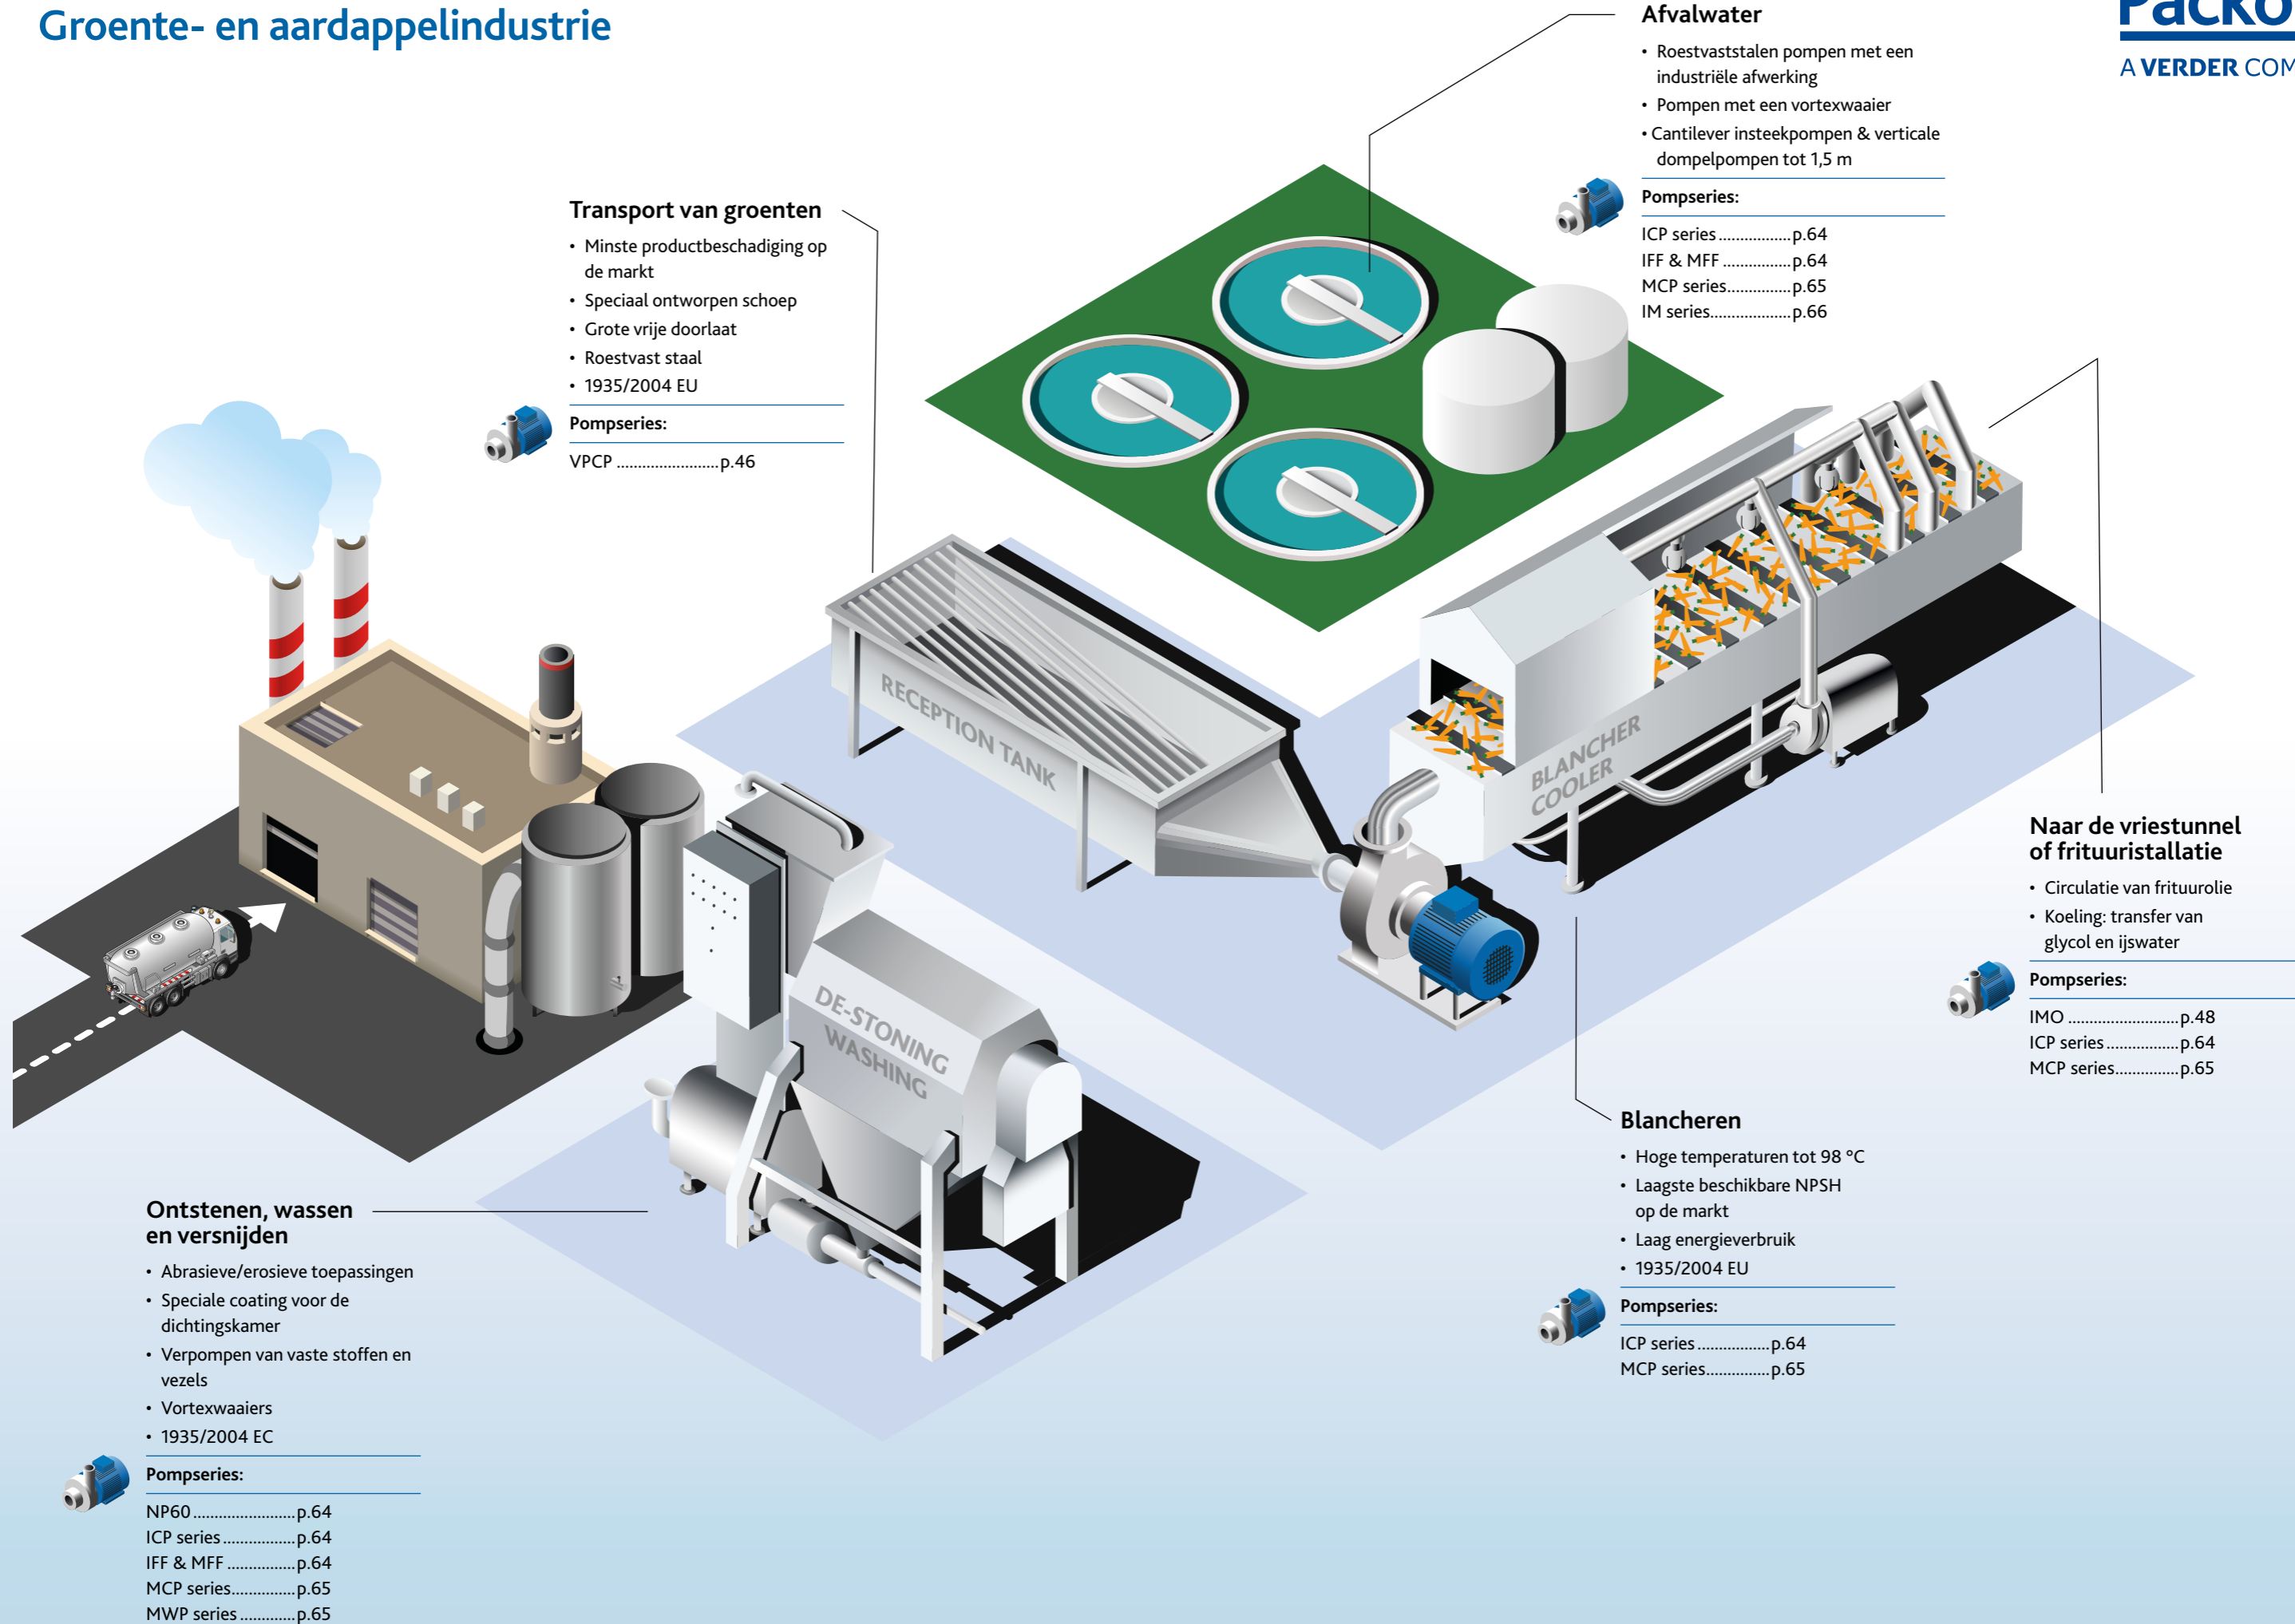 Groente- en aardappelindustrie
Packo
A VERDER COM
Afvalwater
• Roestvaststalen pompen met een
industriële afwerking
• Pompen met een vortexwaaier
• Cantilever insteekpompen & verticale
dompelpompen tot 1,5 m
Pompseries:
ICP series.................p.64
IFF & MFF ................p.64
MCP series...............p.65
IM series...................p.66
Transport van groenten
• Minste productbeschadiging op
de markt
• Speciaal ontworpen schoep
• Grote vrije doorlaat
• Roestvast staal
• 1935/2004 EU
Pompseries:
VPCP ........................p.46
RECEPTION TANK
BLANCHER
COOLER
DE-STONING
WASHING
Naar de vriestunnel
of frituuristallatie
• Circulatie van frituurolie
• Koeling: transfer van
glycol en ijswater
Pompseries:
IMO ..........................p.48
ICP series.................p.64
MCP series...............p.65
Blancheren
• Hoge temperaturen tot 98 °C
• Laagste beschikbare NPSH
op de markt
• Laag energieverbruik
• 1935/2004 EU
Pompseries:
ICP series.................p.64
MCP series...............p.65
Ontstenen, wassen
en versnijden
• Abrasieve/erosieve toepassingen
• Speciale coating voor de
dichtingskamer
• Verpompen van vaste stoffen en
vezels
• Vortexwaaiers
• 1935/2004 EC
Pompseries:
NP60........................p.64
ICP series.................p.64
IFF & MFF ................p.64
MCP series...............p.65
MWP series .............p.65